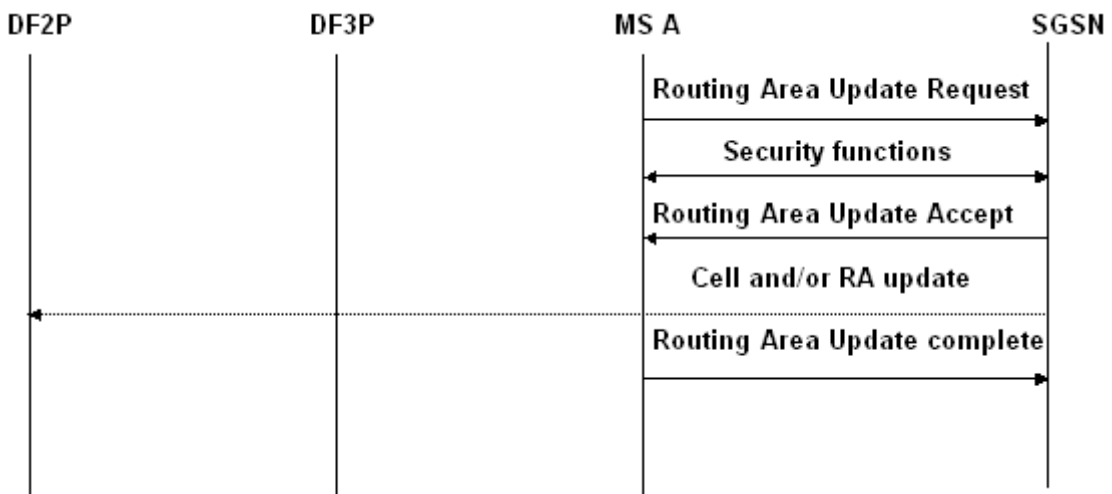 DF2P DF3P MS A SGSN
Routing Area Update Request
Security functions
Routing Area Update Accept
Cell and/or RA update
Routing Area Update complete